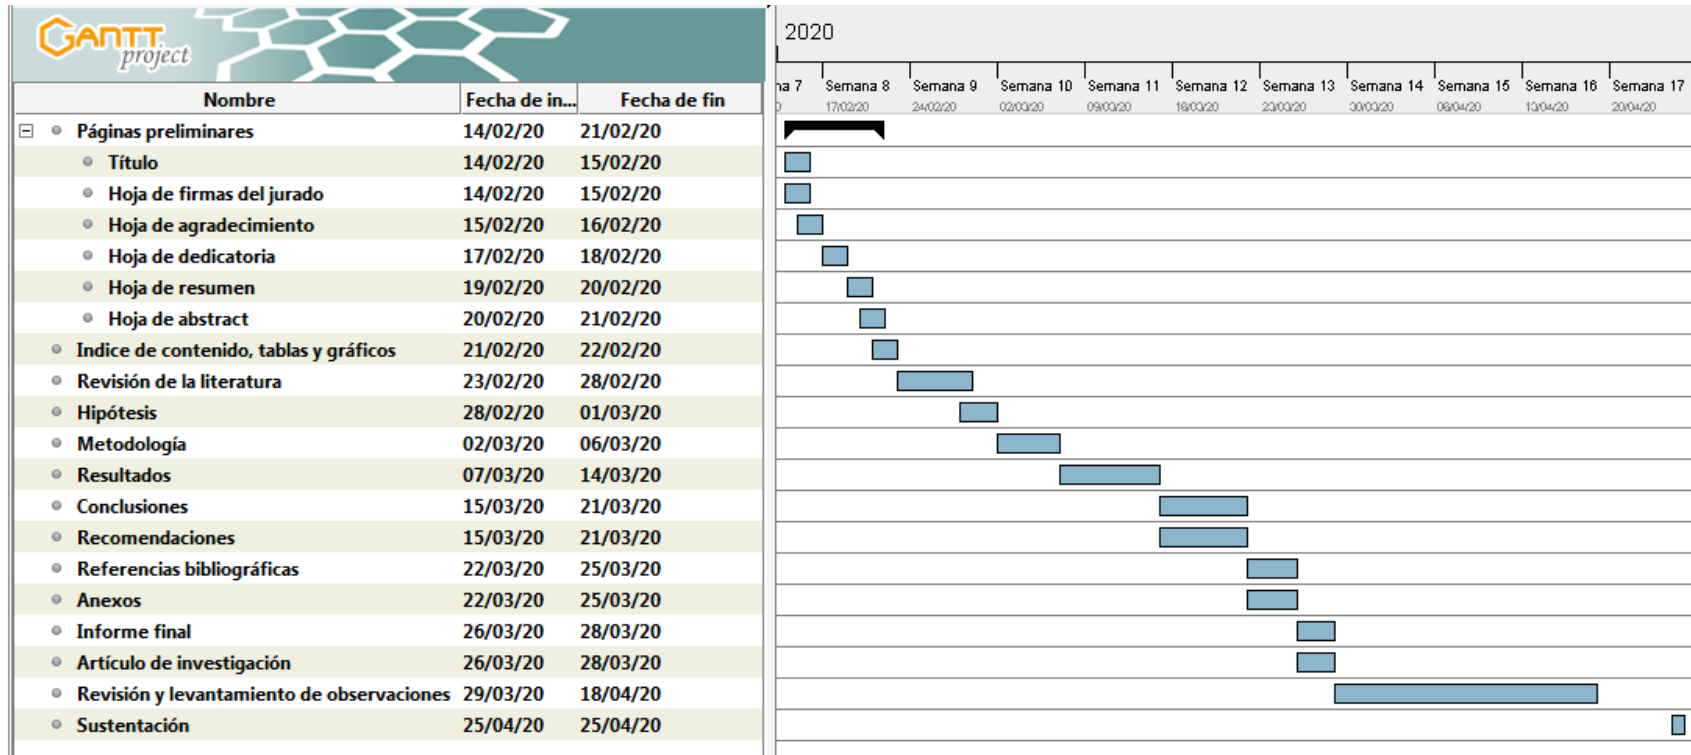 GANTT
project
2020
na 7 Semana 8 Semana 9 Semana 10 Semana 11 Semana 12 Semana 13 Semana 14 Semana 15 Semana 16 Semana 17
0 17/02/20 24/02/20 02/03/20 09/03/20 16/03/20 23/03/20 30/03/20 06/04/20 13/04/20 20/04/20
Nombre Fecha de in... Fecha de fin
Páginas preliminares 14/02/20 21/02/20
Título 14/02/20 15/02/20
Hoja de firmas del jurado 14/02/20 15/02/20
Hoja de agradecimiento 15/02/20 16/02/20
Hoja de dedicatoria 17/02/20 18/02/20
Hoja de resumen 19/02/20 20/02/20
Hoja de abstract 20/02/20 21/02/20
Indice de contenido, tablas y gráficos 21/02/20 22/02/20
Revisión de la literatura 23/02/20 28/02/20
Hipótesis 28/02/20 01/03/20
Metodología 02/03/20 06/03/20
Resultados 07/03/20 14/03/20
Conclusiones 15/03/20 21/03/20
Recomendaciones 15/03/20 21/03/20
Referencias bibliográficas 22/03/20 25/03/20
Anexos 22/03/20 25/03/20
Informe final 26/03/20 28/03/20
Artículo de investigación 26/03/20 28/03/20
Revisión y levantamiento de observaciones 29/03/20 18/04/20
Sustentación 25/04/20 25/04/20